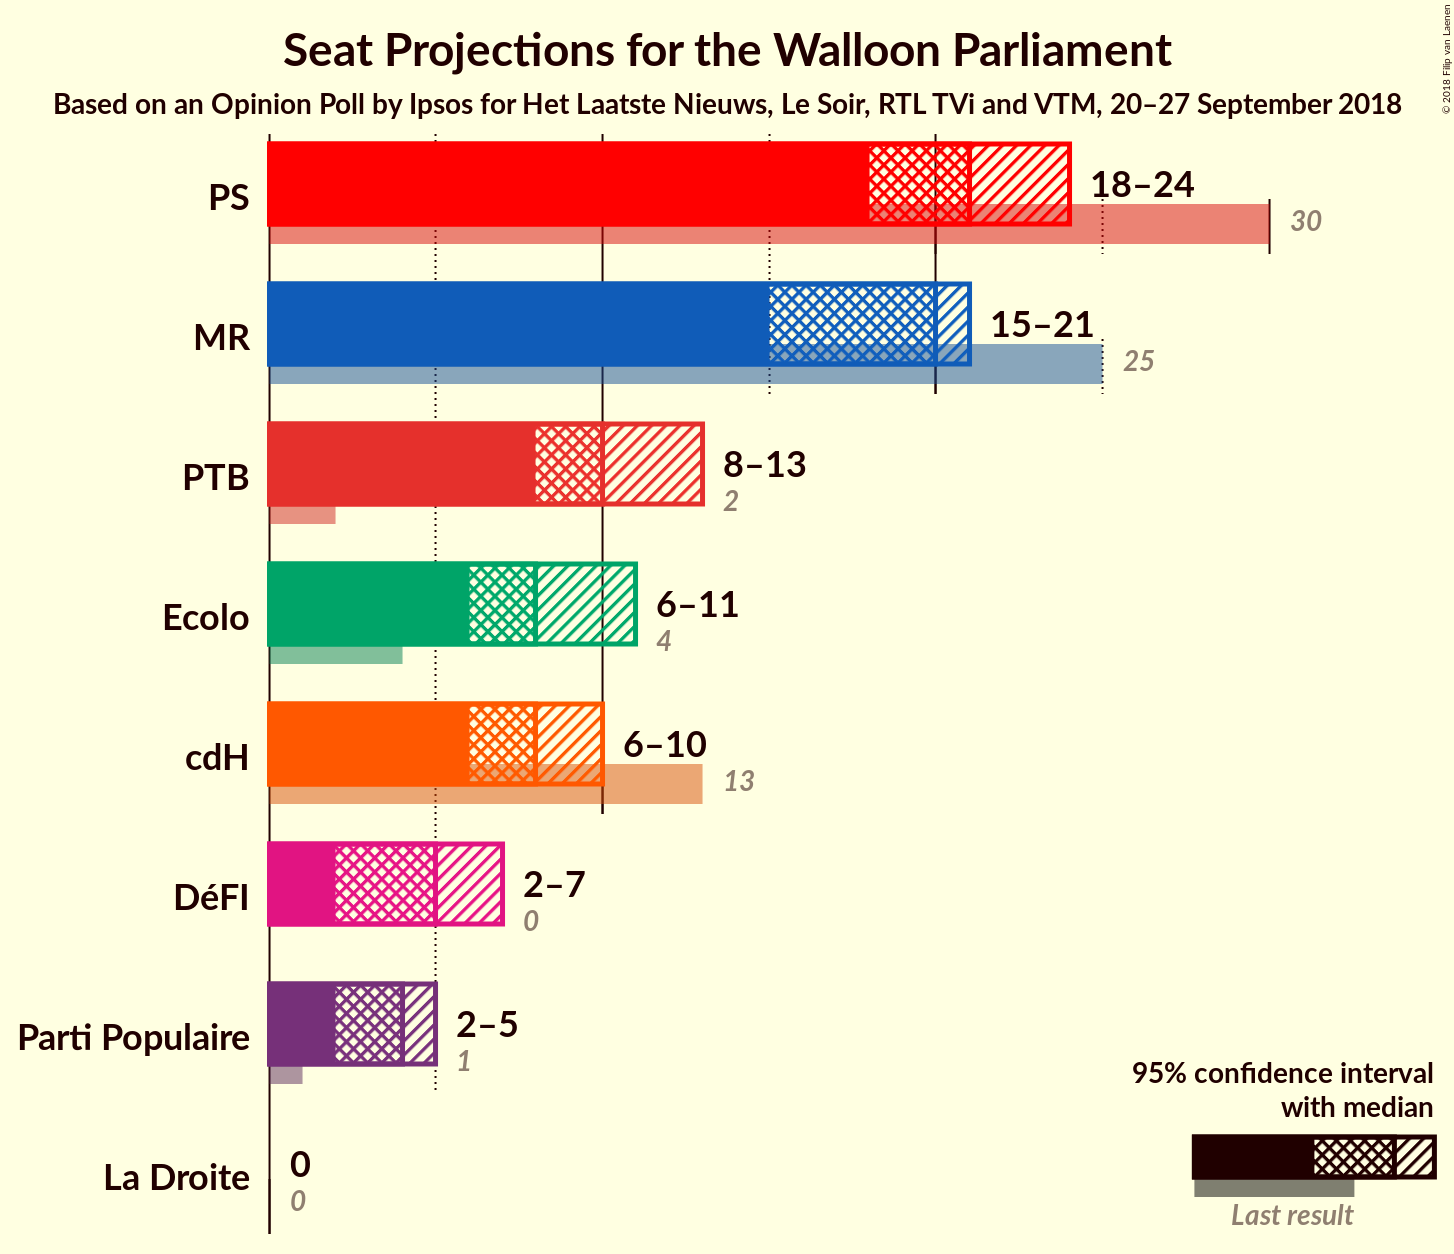 Seat Projections for the Walloon Parliament
Based on an Opinion Poll by Ipsos for Het Laatste Nieuws, Le Soir, RTL TVi and VTM, 20–27 September 2018
© 2018 Filip van Laenen
PS
18–24
30
MR
15–21
25
PTB
8–13
2
Ecolo
6–11
4
cdH
6–10
13
DéFI
2–7
0
Parti Populaire
2–5
1
La Droite
0
0
95% confidence interval
with median
Last result